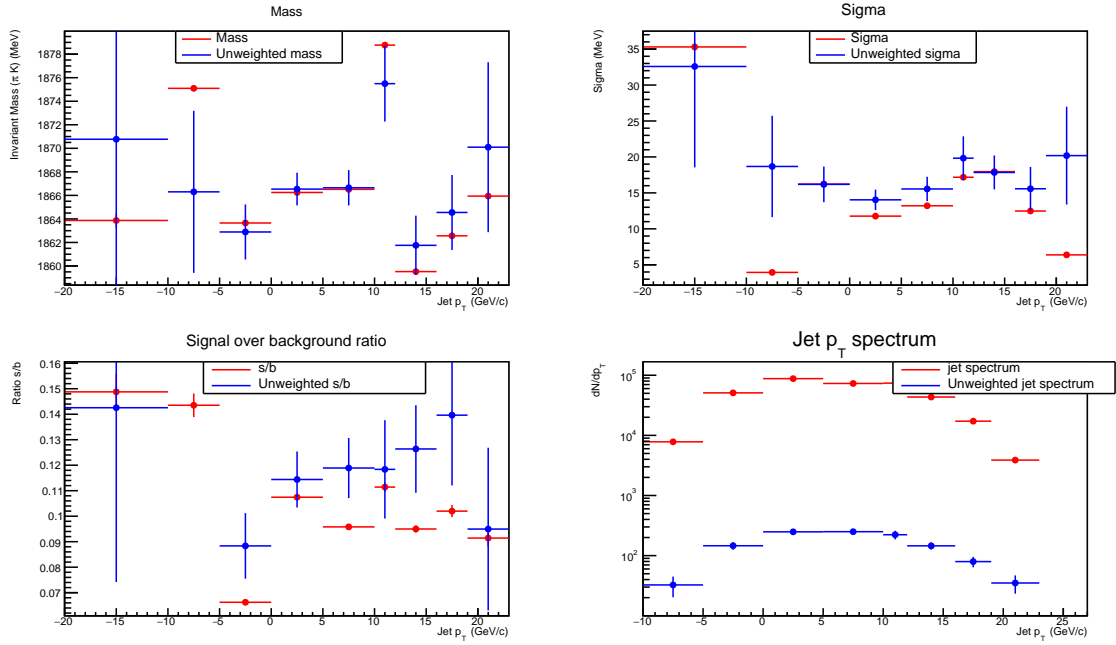 Mass
Mass
Unweighted mass
Invariant Mass (π K) (MeV)
1878
1876
1874
1872
1870
1868
1866
1864
1862
1860
−20 −15 −10 −5 0 5 10 15 20
Jet pT (GeV/c)
Sigma
Sigma
Unweighted sigma
Sigma (MeV)
35
30
25
20
15
10
5
−20 −15 −10 −5 0 5 10 15 20
Jet pT (GeV/c)
Signal over background ratio
s/b
Unweighted s/b
Ratio s/b
0.16
0.15
0.14
0.13
0.12
0.11
0.1
0.09
0.08
0.07
−20 −15 −10 −5 0 5 10 15 20
Jet pT (GeV/c)
Jet pT spectrum
jet spectrum
Unweighted jet spectrum
dN/dpT
10^5
10^4
10^3
10^2
−10 −5 0 5 10 15 20 25
Jet pT (GeV/c)